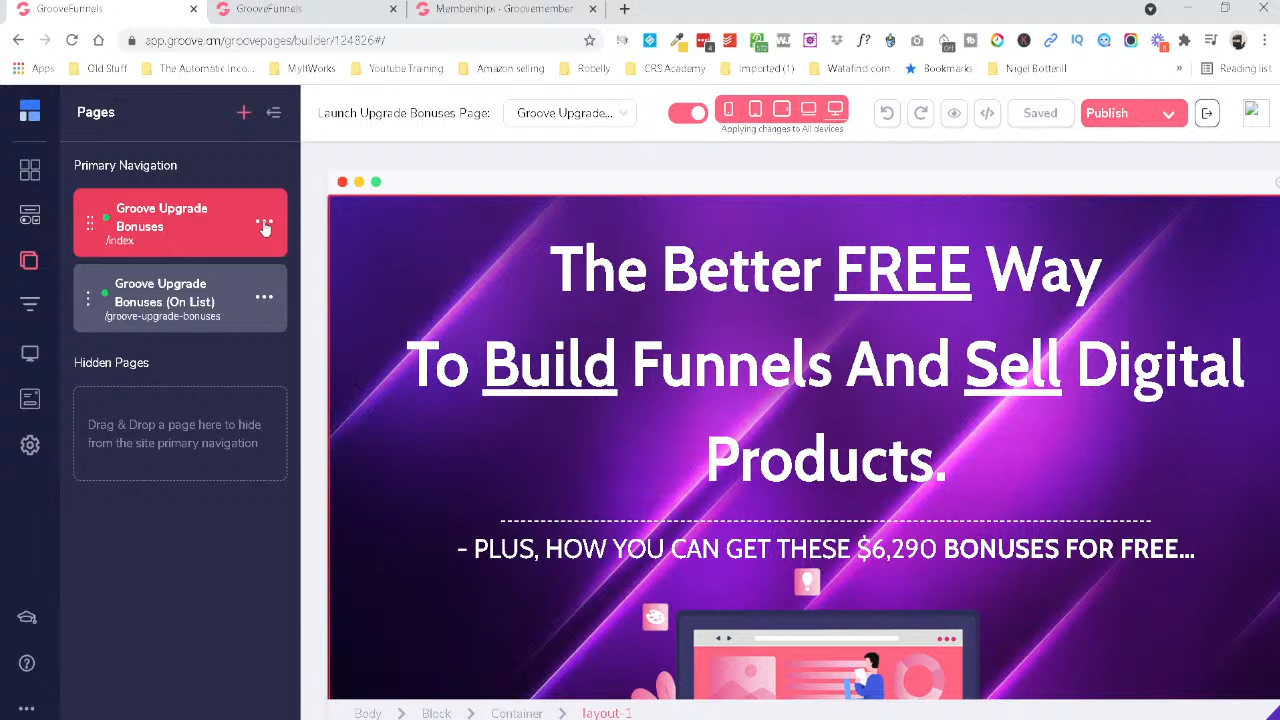 GrooveFunnels
GrooveFunnels
Memberships - Groovemember
app.groove.cm/groovepages/builder/124826#/
Apps
Old Stuff
The Automatic Inco...
MyItWorks
Youtube Training
Amazon selling
Robelly
CRS Academy
Imported (1)
Watafind.com
Bookmarks
Nigel Botterill
»
Reading list
Pages
Launch Upgrade Bonuses Page.
Groove Upgrade...
Applying changes to All devices
Saved
Publish
Primary Navigation
Groove Upgrade
Bonuses
/index
Groove Upgrade
Bonuses (On List)
/groove-upgrade-bonuses
Hidden Pages
Drag & Drop a page here to hide
from the site primary navigation
The Better FREE Way
To Build Funnels And Sell Digital
Products.
- PLUS, HOW YOU CAN GET THESE $6,290 BONUSES FOR FREE...
Body
Block
Container
layout-1